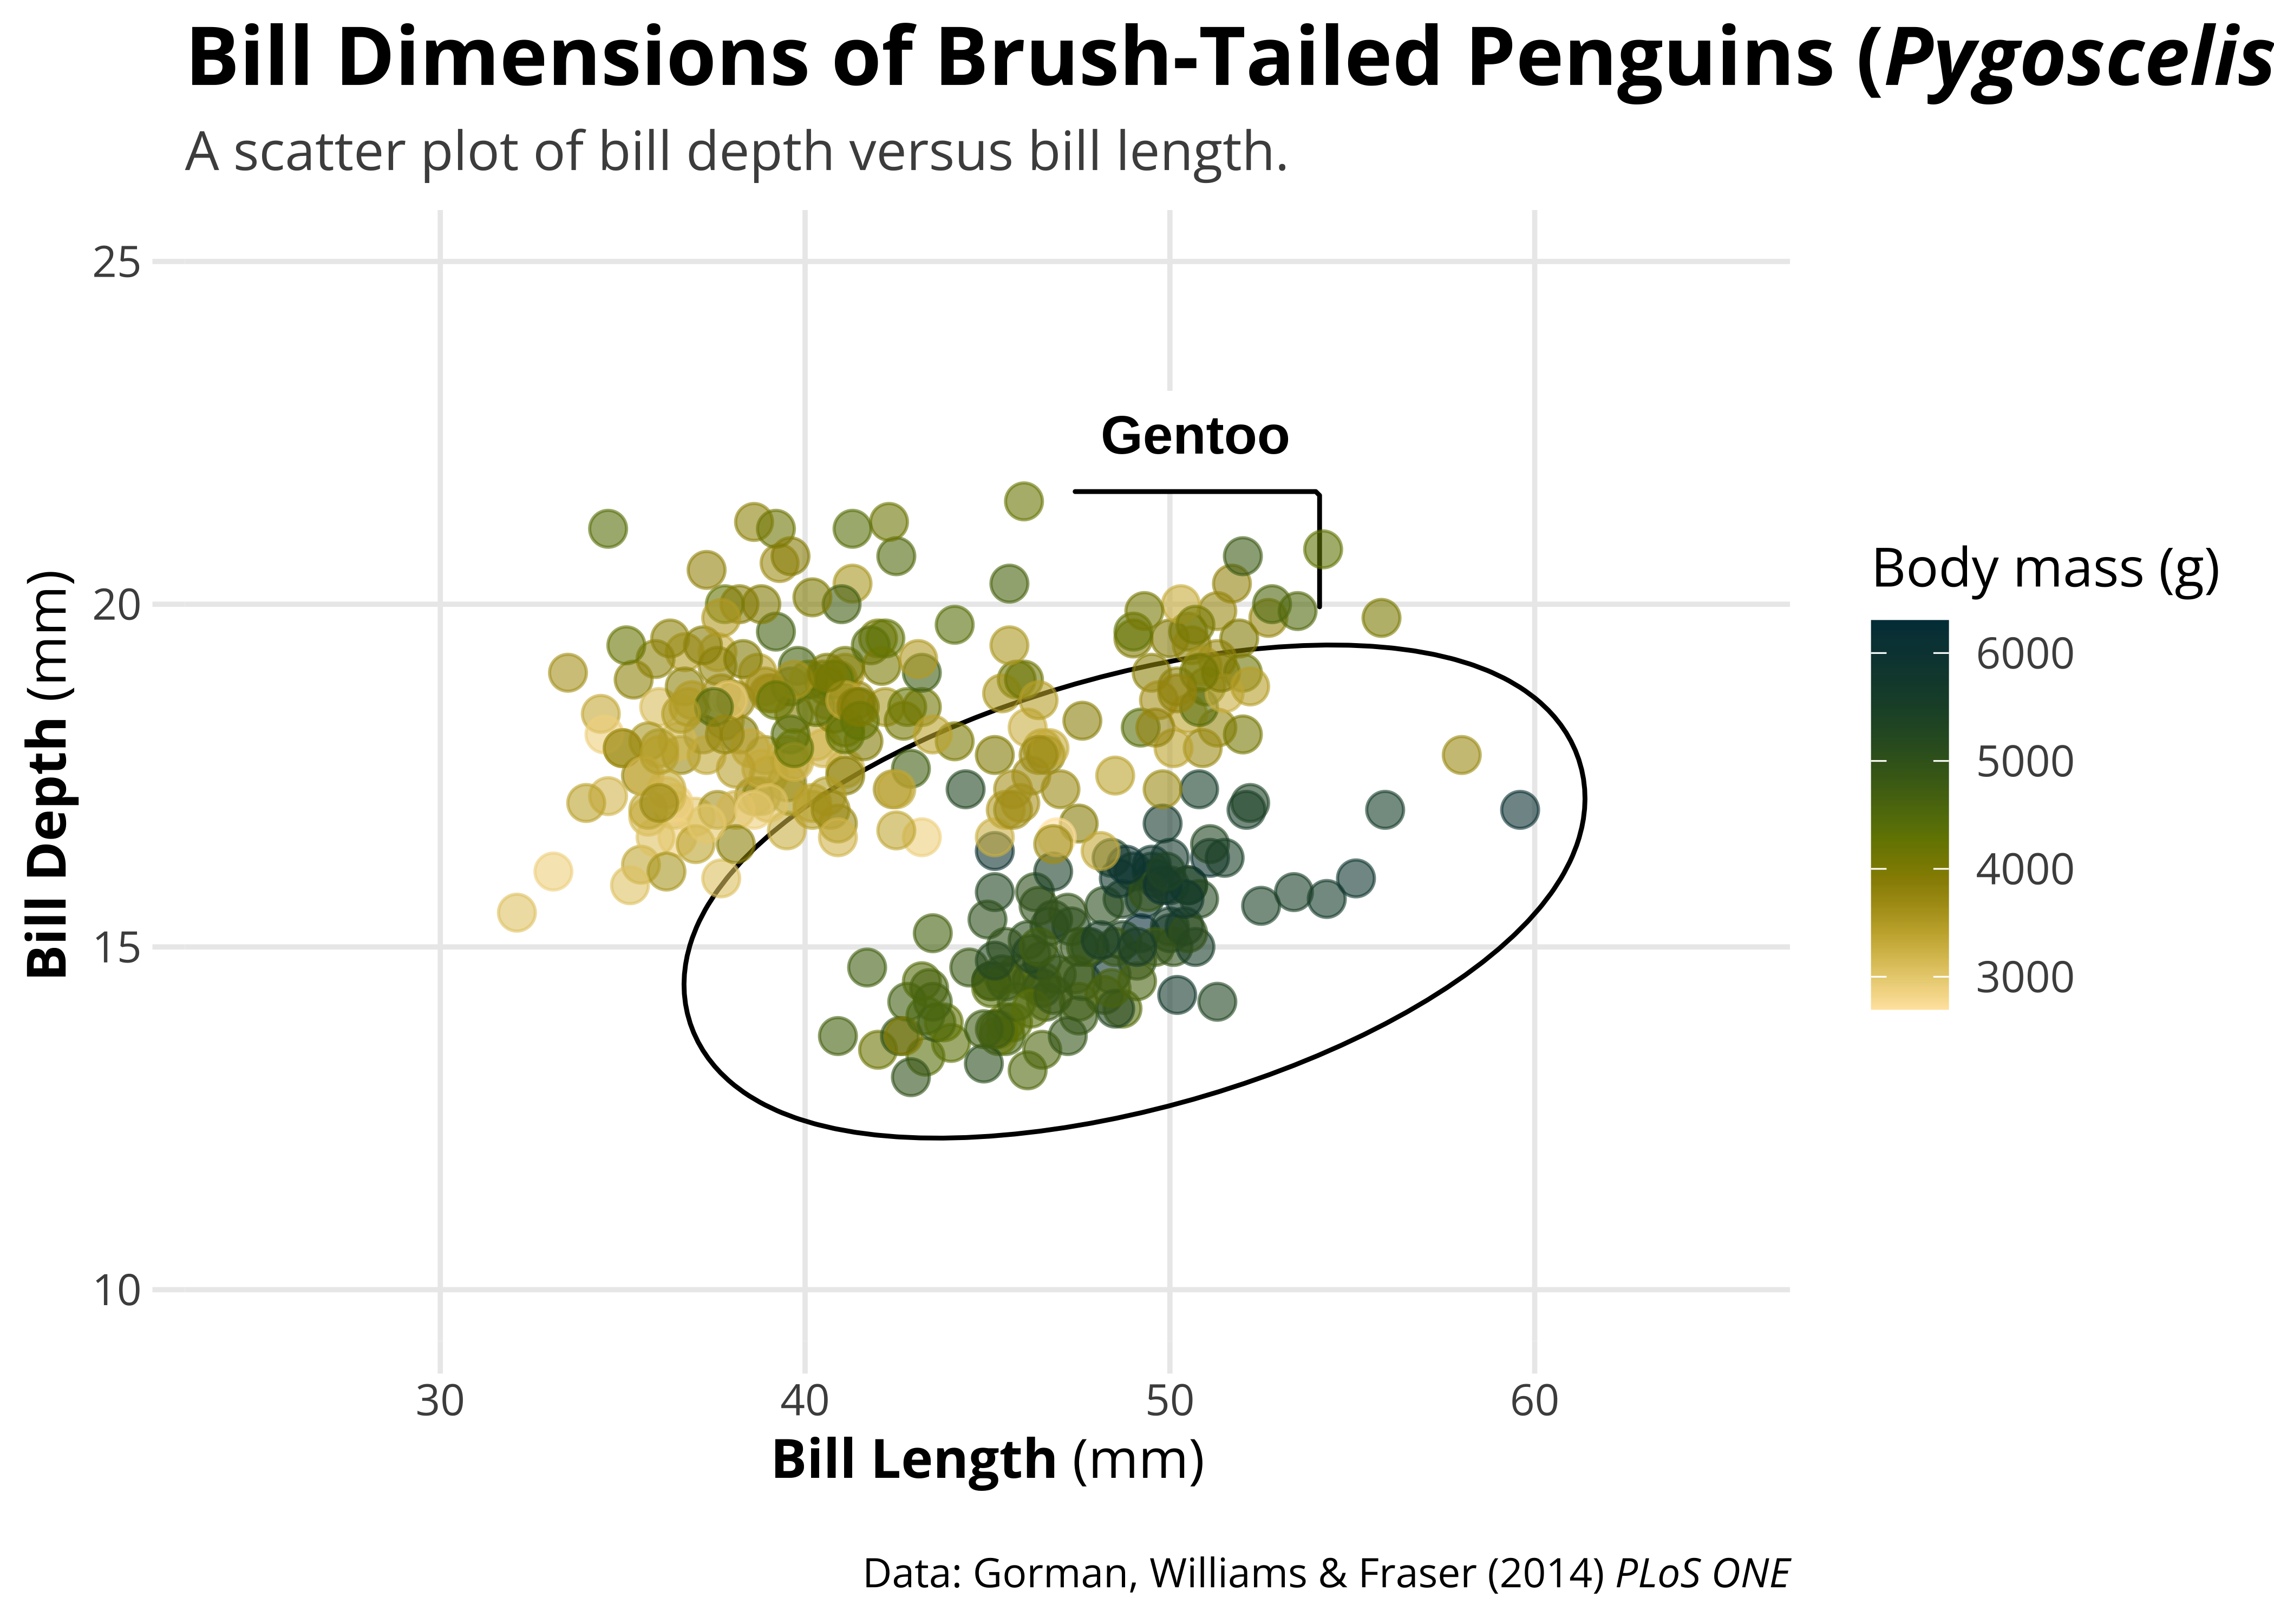 Bill Dimensions of Brush-Tailed Penguins (Pygoscelis
A scatter plot of bill depth versus bill length.
Bill Depth (mm)
25
20
15
10
Gentoo
30 40 50 60
Bill Length (mm)
Body mass (g)
6000
5000
4000
3000
Data: Gorman, Williams & Fraser (2014) PLoS ONE